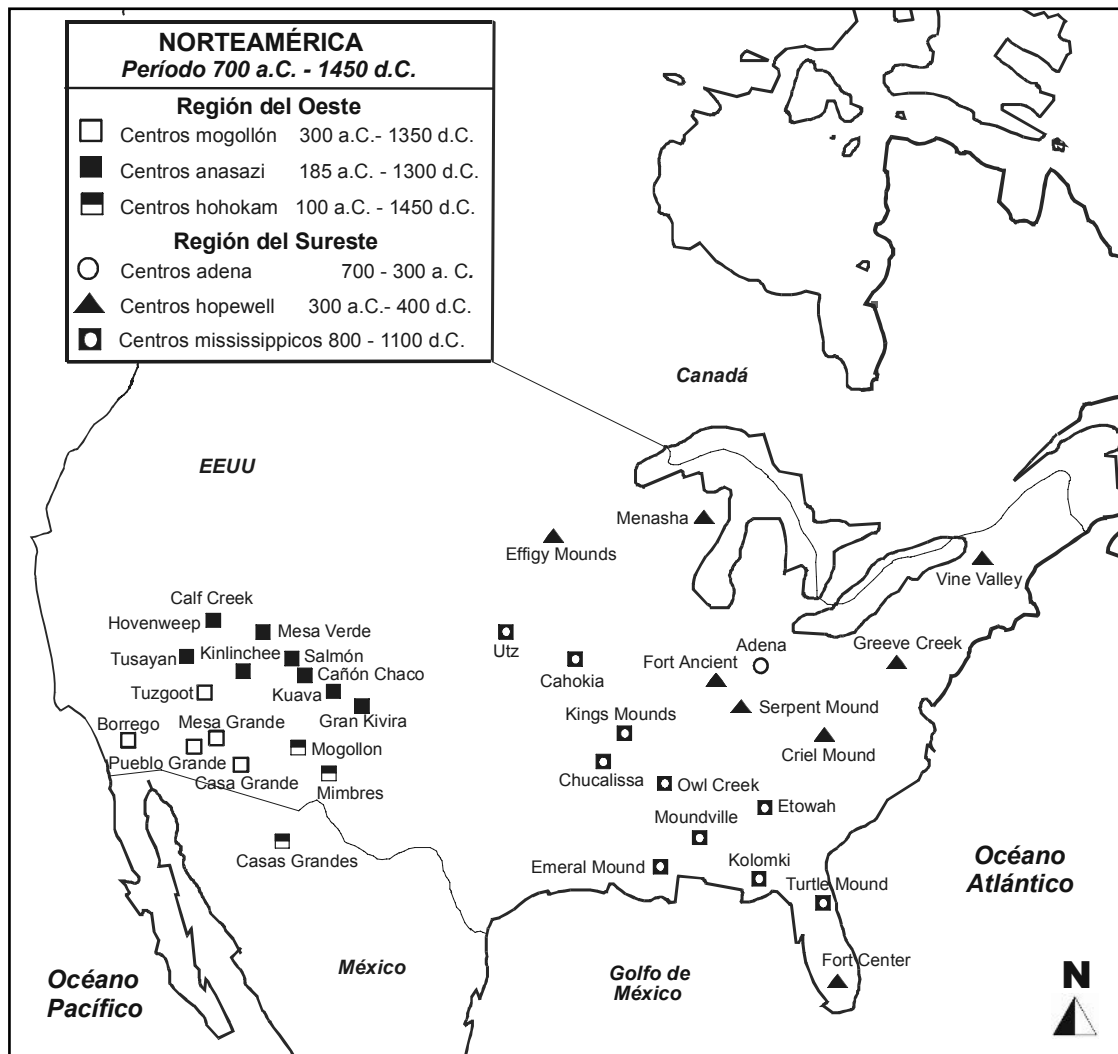 NORTEAMÉRICA
Período 700 a.C. - 1450 d.C.
Región del Oeste
Centros mogollón 300 a.C.- 1350 d.C.
Centros anasazi 185 a.C. - 1300 d.C.
Centros hohokam 100 a.C. - 1450 d.C.
Región del Sureste
Centros adena 700 - 300 a. C.
Centros hopewell 300 a.C.- 400 d.C.
Centros mississippicos 800 - 1100 d.C.
Canadá
EEUU
Menasha
Effigy Mounds
Vine Valley
Calf Creek
Hovenweep
Mesa Verde
Utz
Adena
Greeve Creek
Tusayan
Kinlinchee
Salmón
Cañón Chaco
Cahokia
Fort Ancient
Tuzgoot
Kuava
Gran Kivira
Serpent Mound
Borrego
Mesa Grande
Kings Mounds
Mogollon
Criel Mound
Pueblo Grande
Casa Grande
Mimbres
Chucalissa
Owl Creek
Etowah
Moundville
Casas Grandes
Emeral Mound
Kolomki
Turtle Mound
Océano
Atlántico
Fort Center
México
Golfo de
México
Océano
Pacífico
N